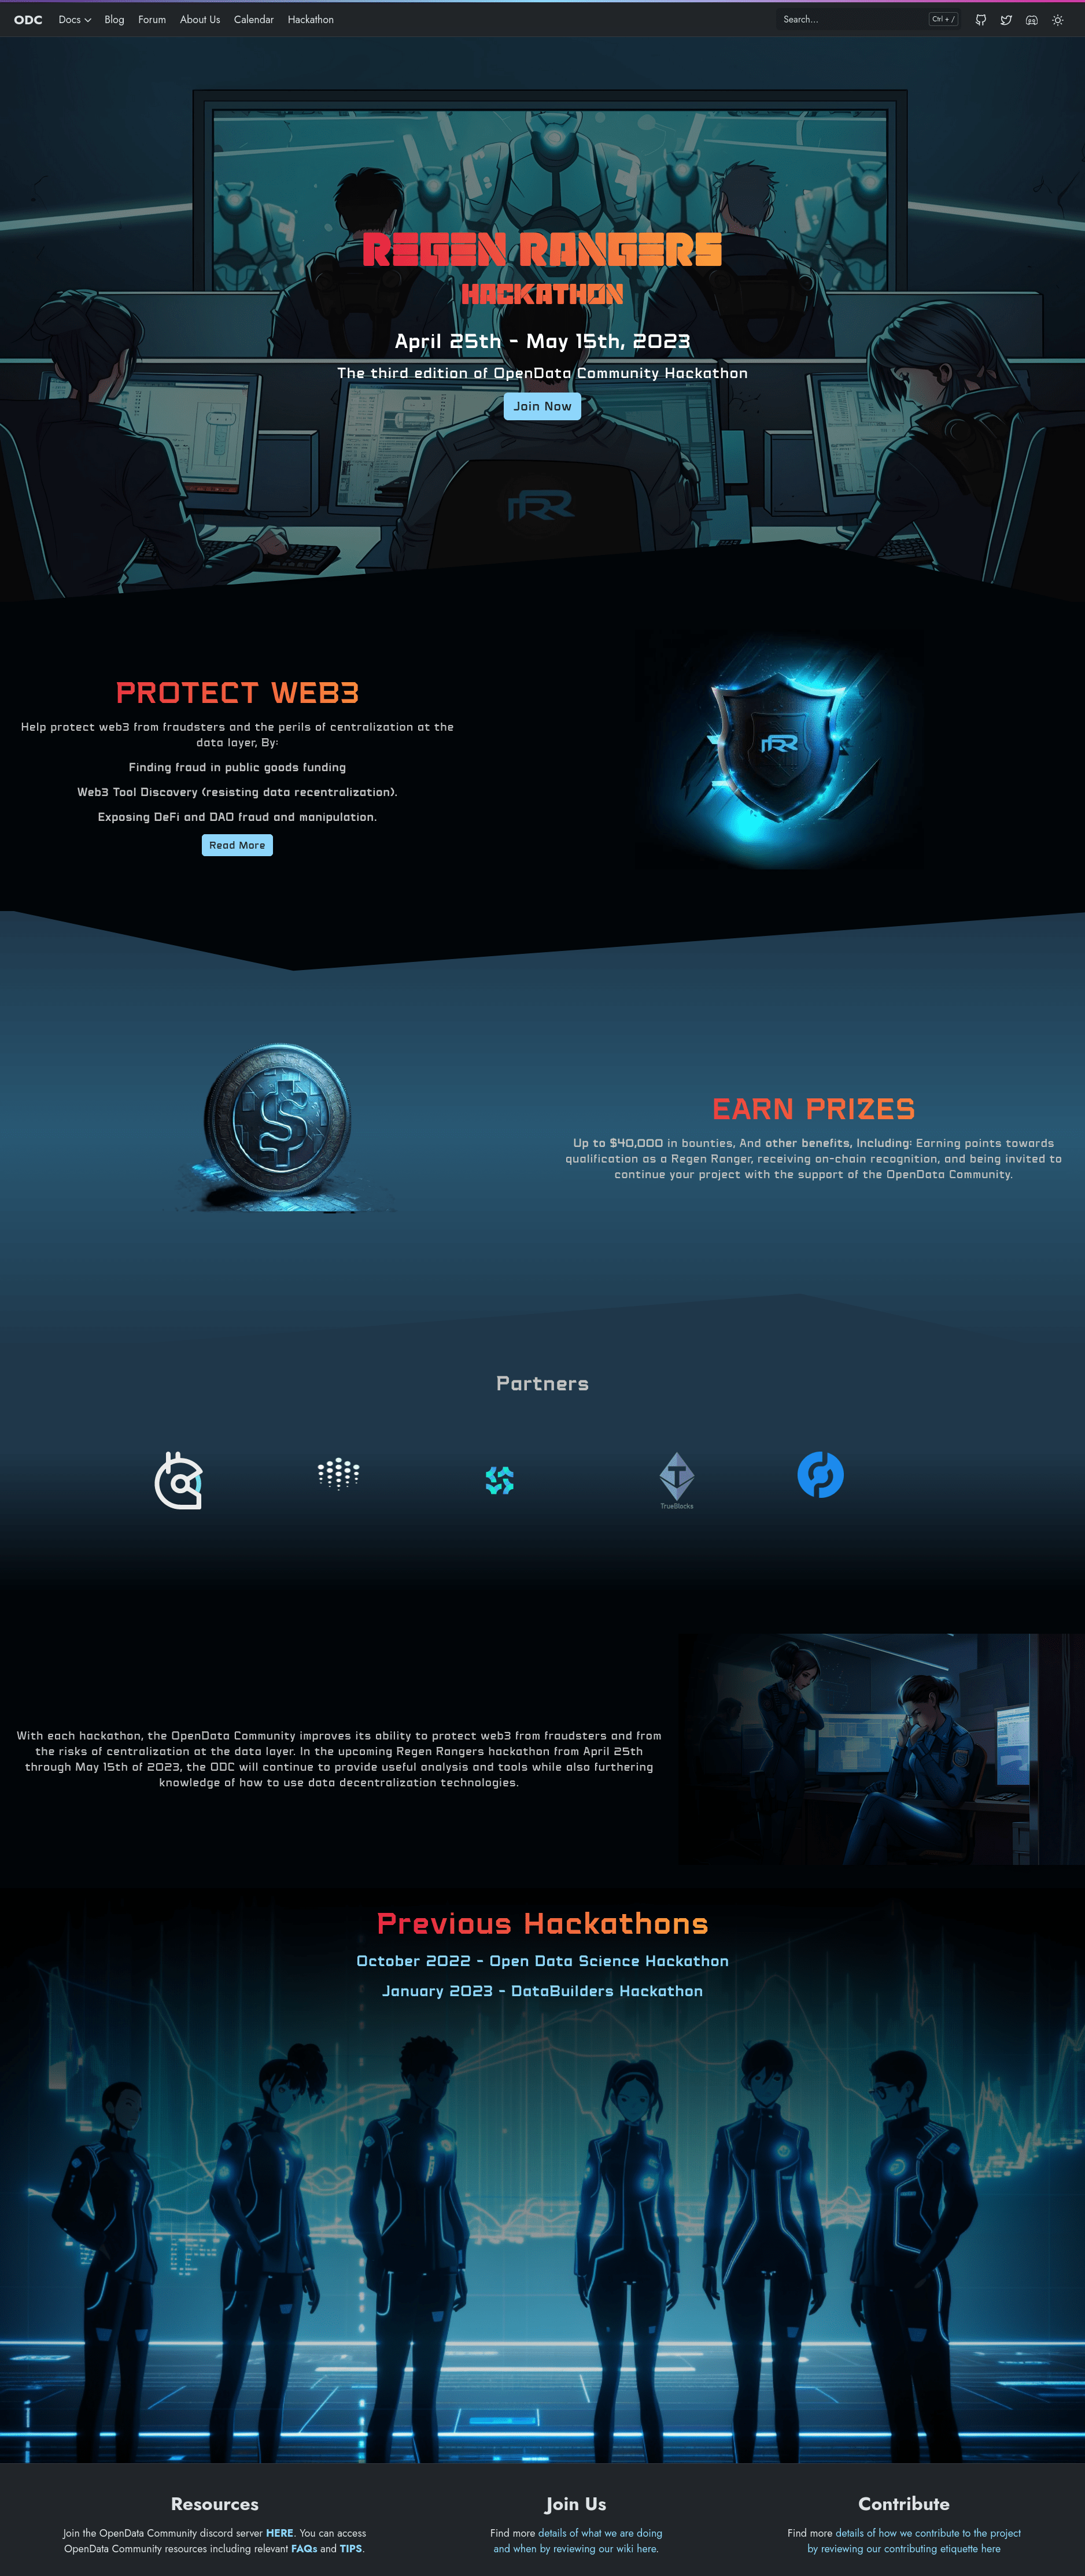 ODC Docs Blog Forum About Us Calendar Hackathon Search... Ctrl + /
REGEN RANGERS
HACKATHON
April 25th - May 15th, 2023
The third edition of OpenData Community Hackathon
Join Now
PROTECT WEB3
Help protect web3 from fraudsters and the perils of centralization at the
data layer, By:
Finding fraud in public goods funding
Web3 Tool Discovery (resisting data recentralization).
Exposing DeFi and DAO fraud and manipulation.
Read More
EARN PRIZES
Up to $40,000 in bounties, And other benefits, Including: Earning points towards
qualification as a Regen Ranger, receiving on-chain recognition, and being invited to
continue your project with the support of the OpenData Community.
Partners
TrueBlocks
With each hackathon, the OpenData Community improves its ability to protect web3 from fraudsters and from
the risks of centralization at the data layer. In the upcoming Regen Rangers hackathon from April 25th
through May 15th of 2023, the ODC will continue to provide useful analysis and tools while also furthering
knowledge of how to use data decentralization technologies.
Previous Hackathons
October 2022 - Open Data Science Hackathon
January 2023 - DataBuilders Hackathon
Resources
Join the OpenData Community discord server HERE. You can access
OpenData Community resources including relevant FAQs and TIPS.
Join Us
Find more details of what we are doing
and when by reviewing our wiki here.
Contribute
Find more details of how we contribute to the project
by reviewing our contributing etiquette here